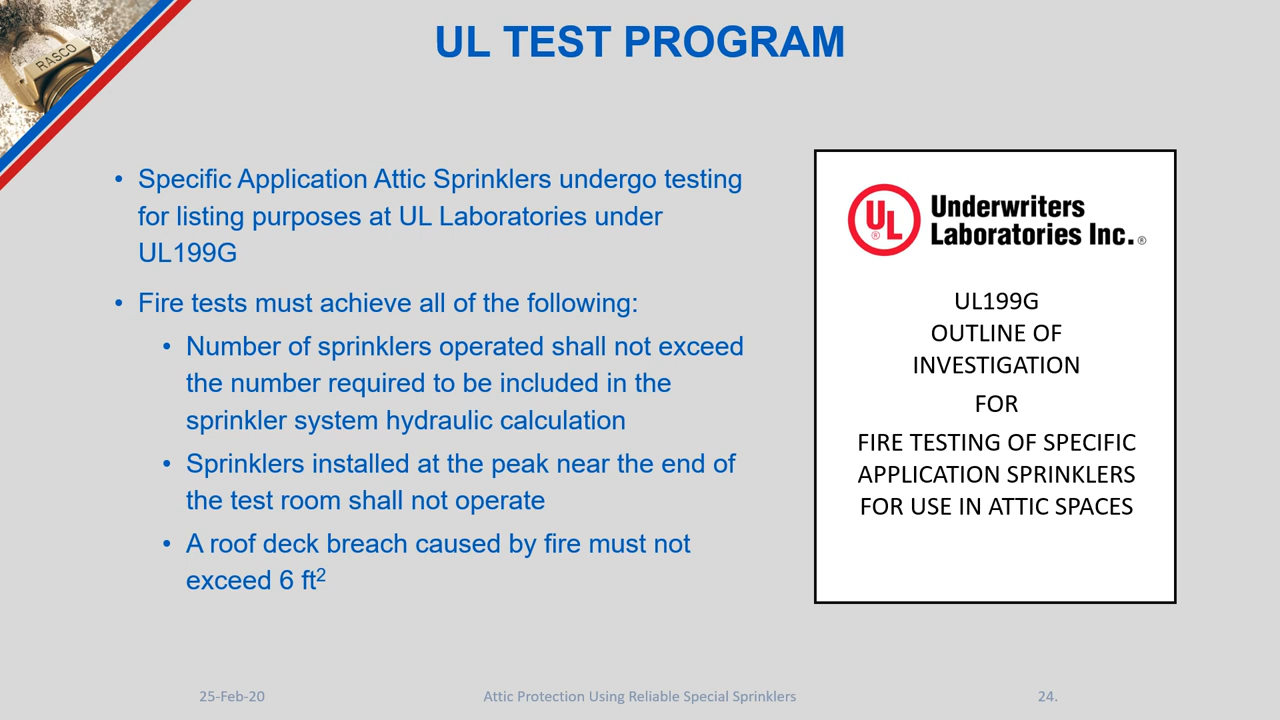 RASCO
UL TEST PROGRAM
• Specific Application Attic Sprinklers undergo testing
for listing purposes at UL Laboratories under
UL199G
• Fire tests must achieve all of the following:
• Number of sprinklers operated shall not exceed
the number required to be included in the
sprinkler system hydraulic calculation
• Sprinklers installed at the peak near the end of
the test room shall not operate
• A roof deck breach caused by fire must not
exceed 6 ft²
UL ®
Underwriters
Laboratories Inc.®
UL199G
OUTLINE OF
INVESTIGATION
FOR
FIRE TESTING OF SPECIFIC
APPLICATION SPRINKLERS
FOR USE IN ATTIC SPACES
25-Feb-20
Attic Protection Using Reliable Special Sprinklers
24.